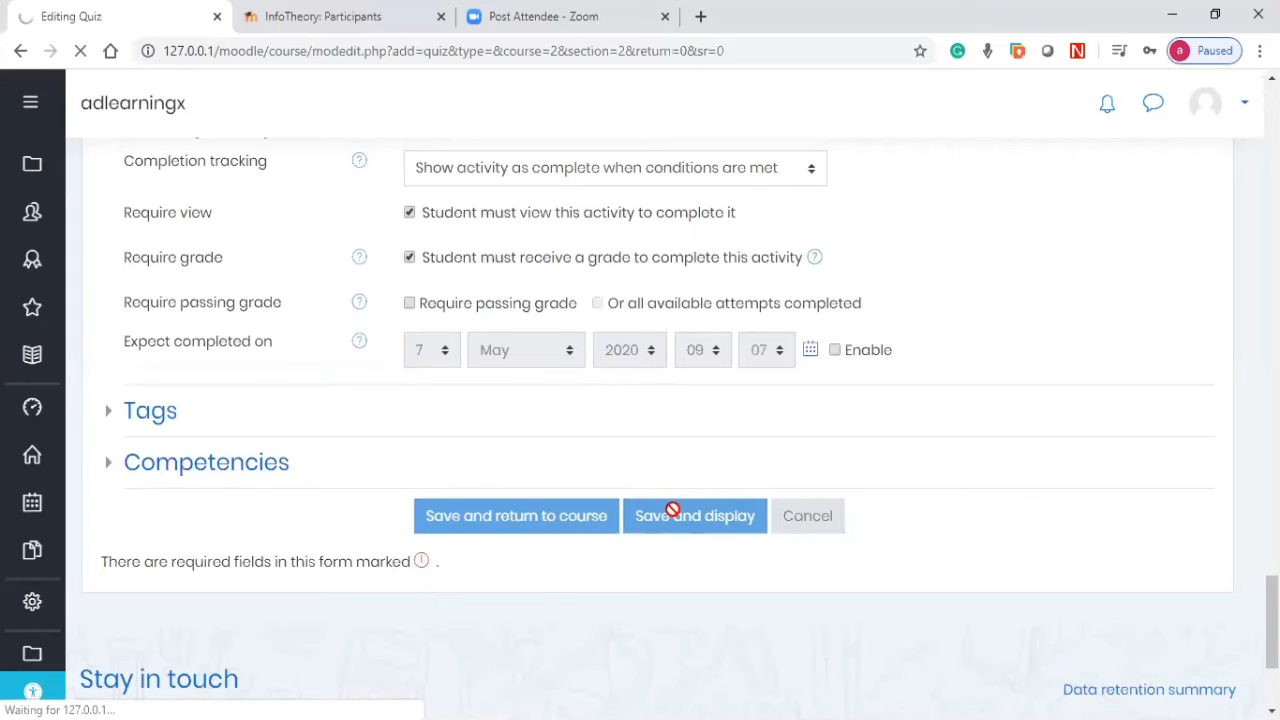 Editing Quiz
InfoTheory: Participants
Post Attendee - Zoom
127.0.0.1/moodle/course/modedit.php?add=quiz&type=&course=2&section=2&return=0&sr=0
a Paused
adlearningx
Completion tracking
Show activity as complete when conditions are met
Require view
Student must view this activity to complete it
Require grade
Student must receive a grade to complete this activity
Require passing grade
Require passing grade
Or all available attempts completed
Expect completed on
7 May 2020 09 07 Enable
Tags
Competencies
Save and return to course
Save and display
Cancel
There are required fields in this form marked .
Stay in touch
Data retention summary
Waiting for 127.0.0.1...